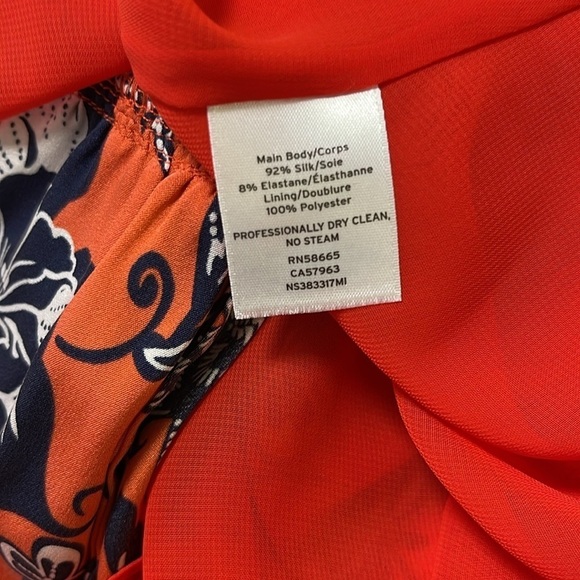 Main Body/Corps
92% Silk/Soie
8% Elastane/Élasthanne
Lining/Doublure
100% Polyester
PROFESSIONALLY DRY CLEAN,
NO STEAM
RN58665
CA57963
NS383317MI